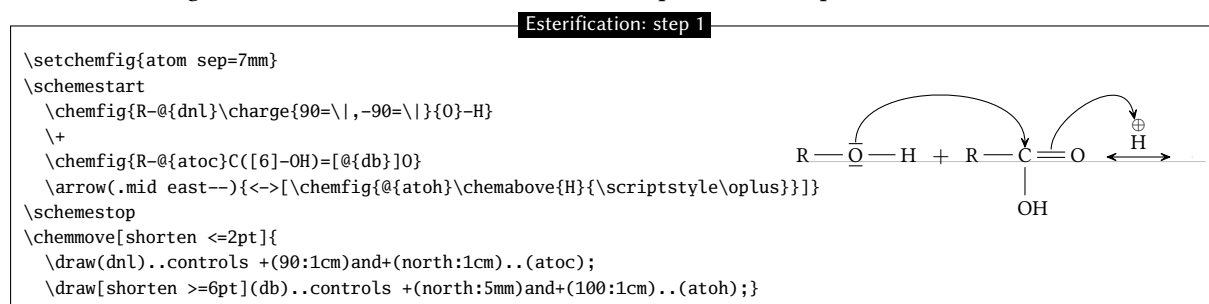 Esterification: step 1
\setchemfig{atom sep=7mm}
\schemestart
\chemfig{R-@{dnl}\charge{90=\|,-90=\|}{O}-H}
\+
\chemfig{R-@{atoc}C([6]-OH)=[@{db}]O}
\arrow(.mid east--){<->[\chemfig{@{atoh}\chemabove{H}{\scriptstyle\oplus}}]}
\schemestop
\chemmove[shorten <=2pt]{
\draw(dnl)..controls +(90:1cm)and+(north:1cm)..(atoc);
\draw[shorten >=6pt](db)..controls +(north:5mm)and+(100:1cm)..(atoh);}
⊕
H
R O H + R C O
OH